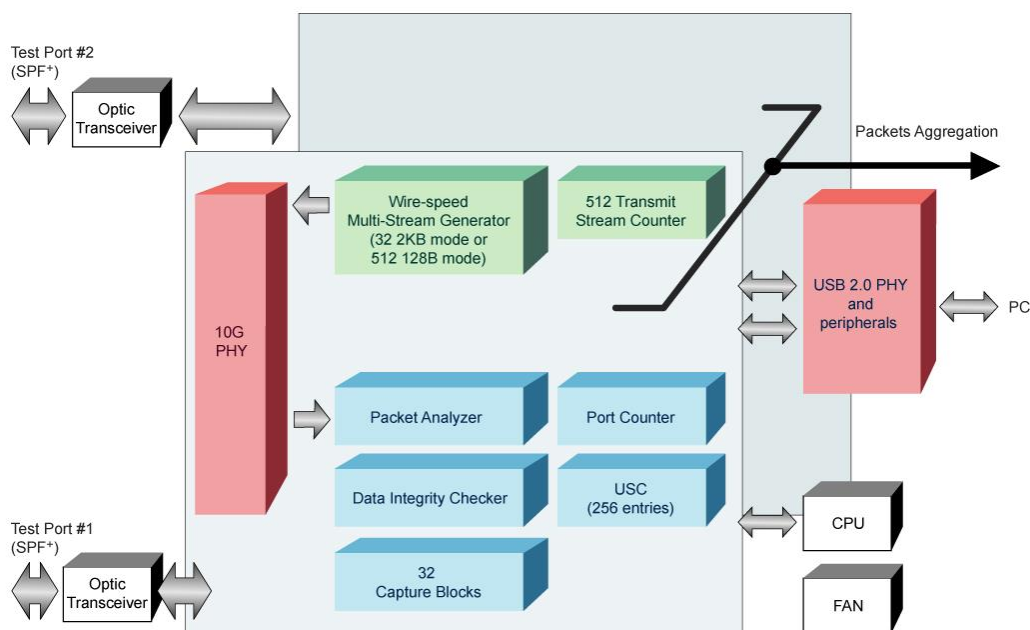 Test Port #2
(SPF+)
Optic
Transceiver
Packets Aggregation
Wire-speed
Multi-Stream Generator
(32 2KB mode or
512 128B mode)
512 Transmit
Stream Counter
USB 2.0 PHY
and
peripherals
PC
10G
PHY
Packet Analyzer
Port Counter
Data Integrity Checker
USC
(256 entries)
32
Capture Blocks
CPU
FAN
Test Port #1
(SPF+)
Optic
Transceiver